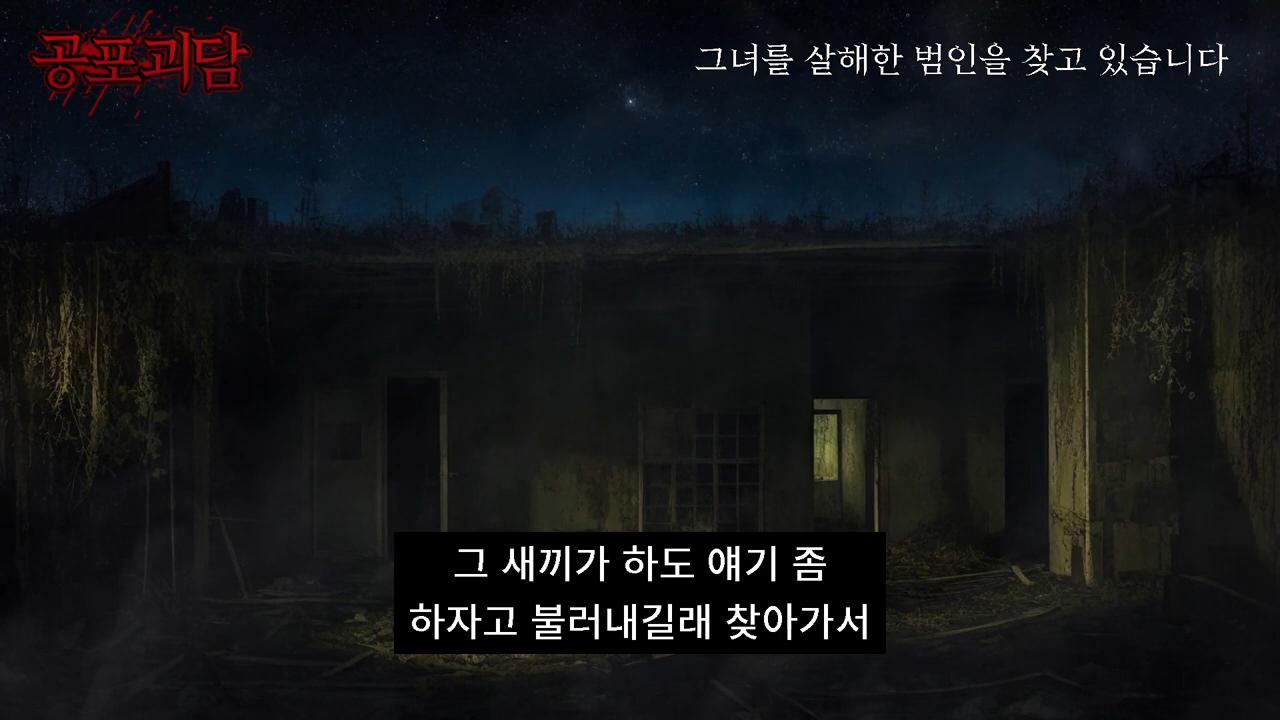 공포괴담
그녀를 살해한 범인을 찾고 있습니다
그 새끼가 하도 얘기 좀
하자고 불러내길래 찾아가서